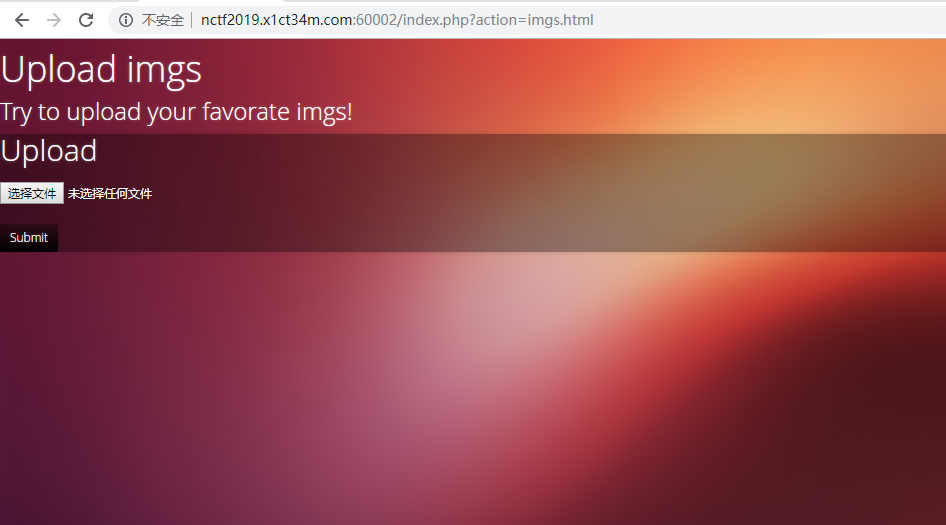 不安全 nctf2019.x1ct34m.com:60002/index.php?action=imgs.html
Upload imgs
Try to upload your favorate imgs!
Upload
选择文件 未选择任何文件
Submit